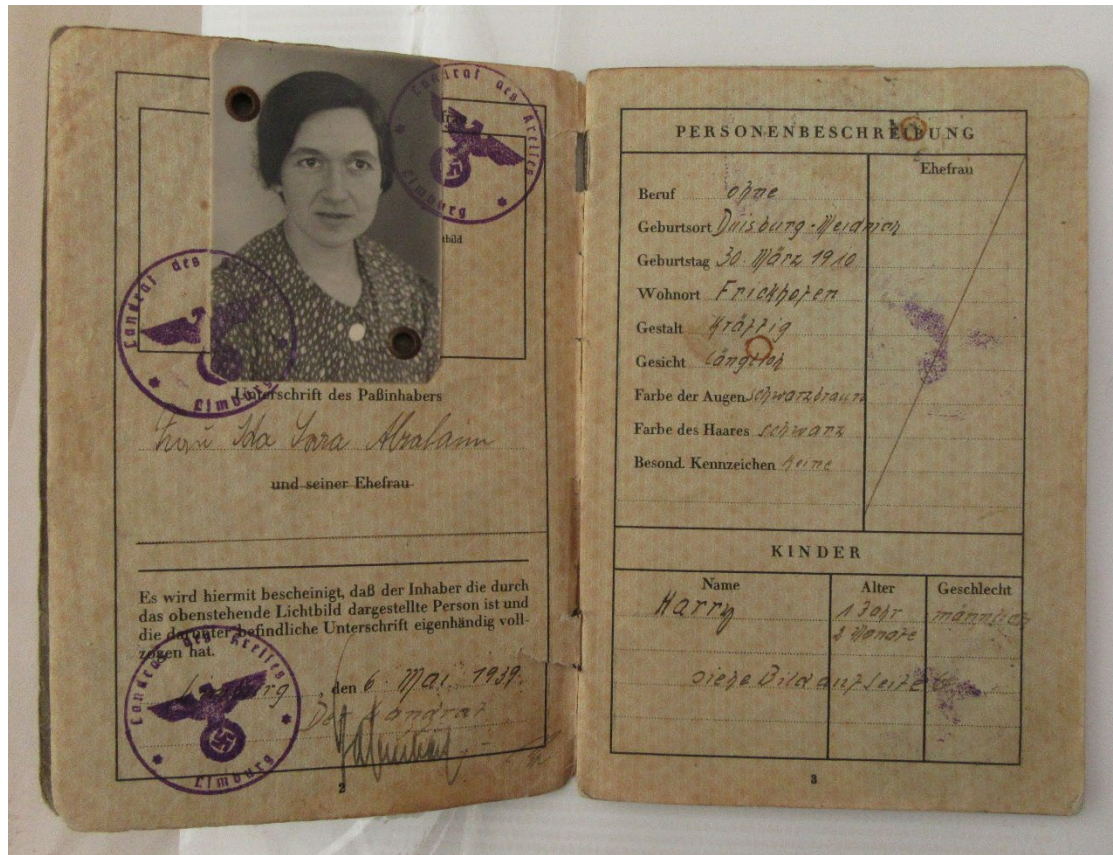 Landrat des Kreises
Limburg
Landrat des
Limburg
Unterschrift des Paßinhabers
Frau Ida Sara Abraham
und seiner Ehefrau
Es wird hiermit bescheinigt, daß der Inhaber die durch
das obenstehende Lichtbild dargestellte Person ist und
die darunter befindliche Unterschrift eigenhändig voll-
zogen hat.
Limburg, den 6. Mai 1939.
Der Landrat
Landrat des Kreises
Limburg
2
PERSONENBESCHREIBUNG
Ehefrau
Beruf ohne
Geburtsort Duisburg-
Geburtstag 30. März 1910
Wohnort Frickhofen
Gestalt Kräftig
Gesicht Länglich
Farbe der Augen schwarzbraun
Farbe des Haares schwarz
Besond. Kennzeichen Keine
KINDER
Name Alter Geschlecht
Harry 1 Jahr männlich
2 Monate
siehe Bild auf Seite
3